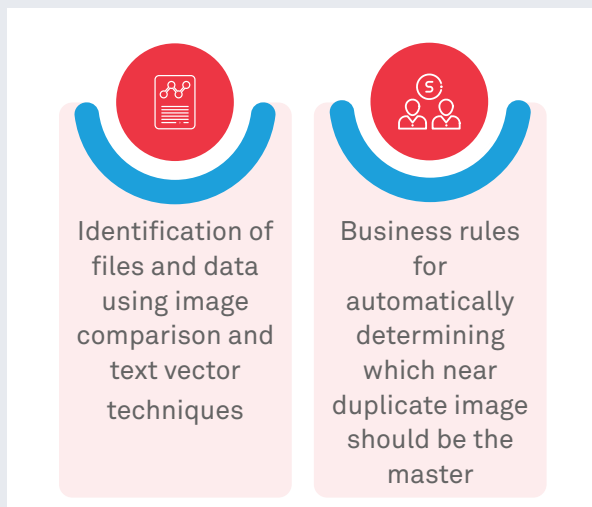 Identification of
files and data
using image
comparison and
text vector
techniques
S
Business rules
for
automatically
determining
which near
duplicate image
should be the
master